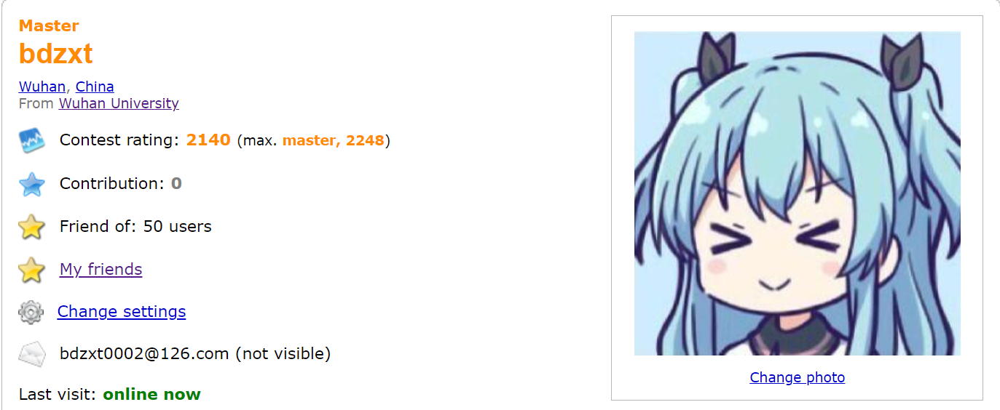 Master
bdzxt
Wuhan, China
From Wuhan University
Contest rating: 2140 (max. master, 2248)
Contribution: 0
Friend of: 50 users
My friends
Change settings
bdzxt0002@126.com (not visible)
Last visit: online now
Change photo